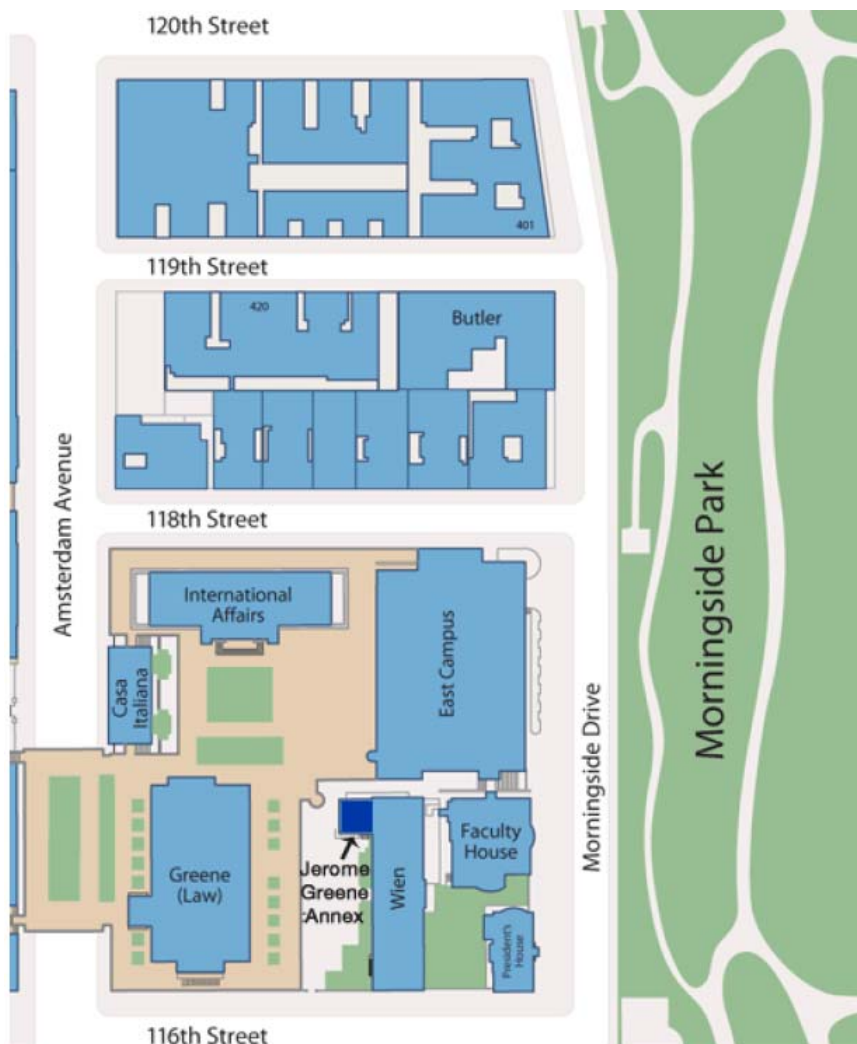 120th Street
401
119th Street
420
Butler
Amsterdam Avenue
118th Street
International
Affairs
Casa
Italiana
East Campus
Morningside Drive
Morningside Park
Greene
(Law)
Jerome
Greene
Annex
Wien
Faculty
House
President's
House
116th Street